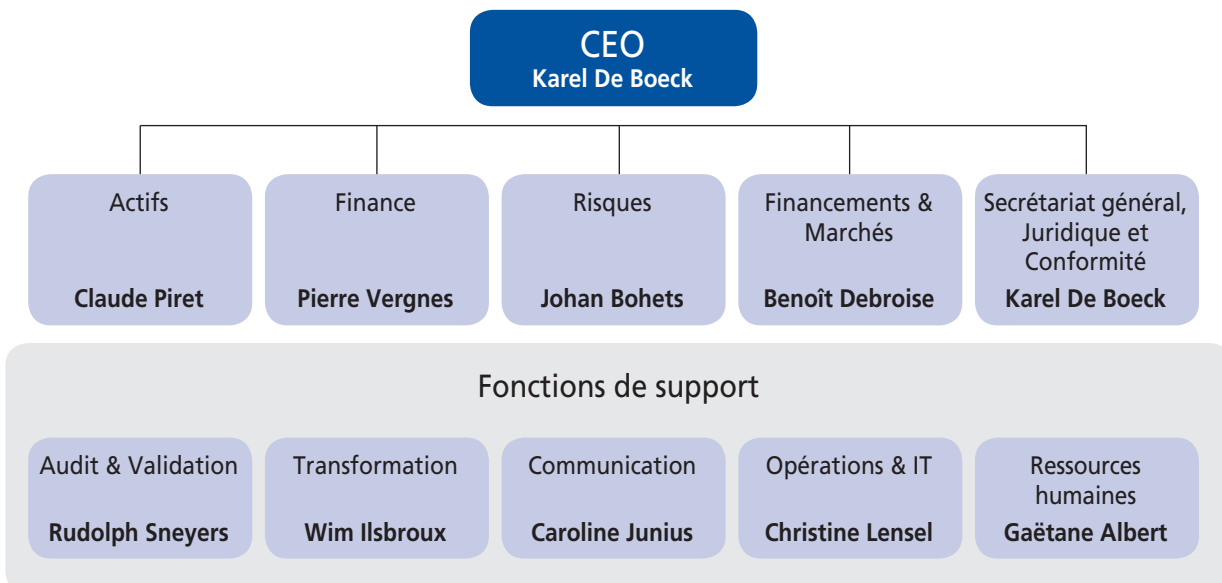 CEO
Karel De Boeck
Actifs
Claude Piret
Finance
Pierre Vergnes
Risques
Johan Bohets
Financements &
Marchés
Benoît Debroise
Secrétariat général,
Juridique et
Conformité
Karel De Boeck
Fonctions de support
Audit & Validation
Rudolph Sneyers
Transformation
Wim Ilsbroux
Communication
Caroline Junius
Opérations & IT
Christine Lensel
Ressources
humaines
Gaëtane Albert